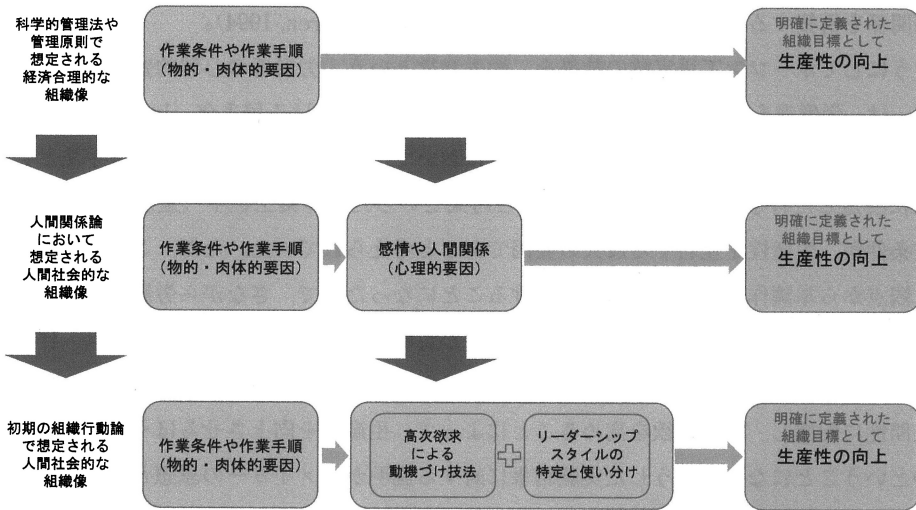 科学的管理法や
管理原則で
想定される
経済合理的な
組織像
作業条件や作業手順
(物的・肉体的要因)
明確に定義された
組織目標として
生産性の向上
人間関係論
において
想定される
人間社会的な
組織像
作業条件や作業手順
(物的・肉体的要因)
感情や人間関係
(心理的要因)
明確に定義された
組織目標として
生産性の向上
初期の組織行動論
で想定される
人間社会的な
組織像
作業条件や作業手順
(物的・肉体的要因)
高次欲求
による
動機づけ技法
リーダーシップ
スタイルの
特定と使い分け
明確に定義された
組織目標として
生産性の向上